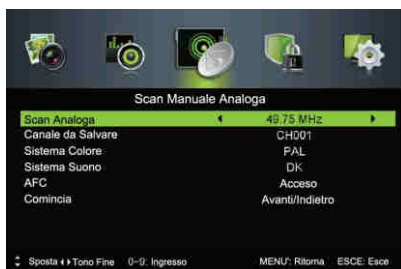 Scan Manuale Analoga
Scan Analoga 49.75 MHz
Canale da Salvare CH001
Sistema Colore PAL
Sistema Suono DK
AFC Acceso
Comincia Avanti/Indietro
Sposta Tono Fine 0-9: Ingresso MENU': Ritorna ESCE: Esce